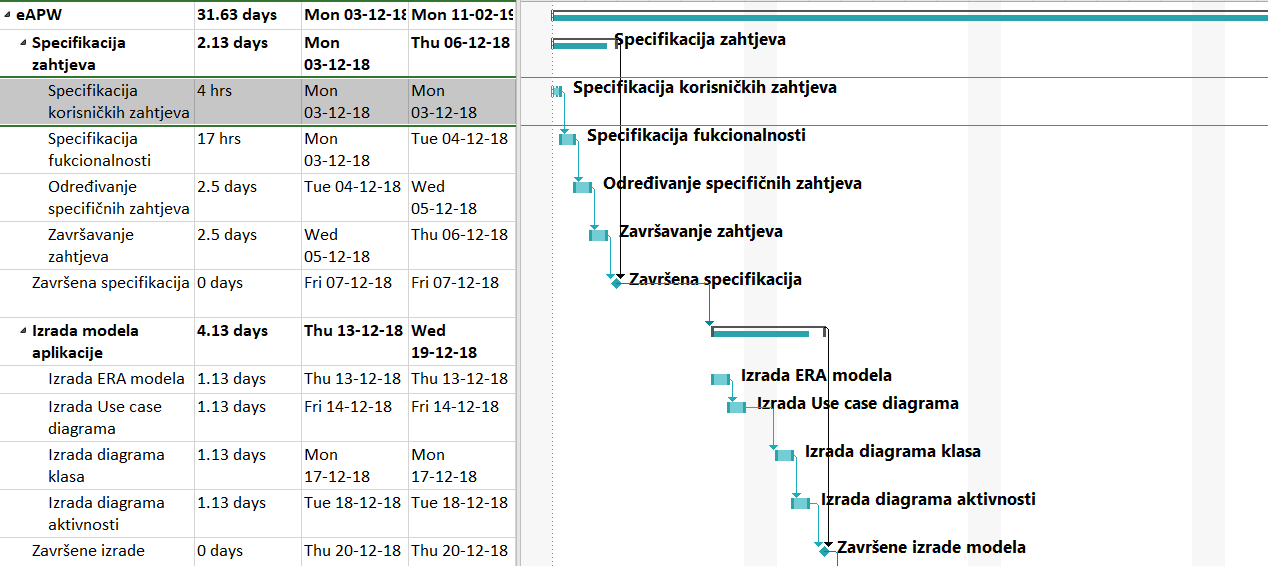 eAPW 31.63 days Mon 03-12-18 Mon 11-02-19
Specifikacija 2.13 days Mon Thu 06-12-18 Specifikacija zahtjeva
zahtjeva 03-12-18
Specifikacija 4 hrs Mon Mon Specifikacija korisničkih zahtjeva
korisničkih zahtjeva 03-12-18 03-12-18
Specifikacija 17 hrs Mon Tue 04-12-18 Specifikacija fukcionalnosti
fukcionalnosti 03-12-18
Određivanje 2.5 days Tue 04-12-18 Wed Određivanje specifičnih zahtjeva
specifičnih zahtjeva 05-12-18
Završavanje 2.5 days Wed Thu 06-12-18 Završavanje zahtjeva
zahtjeva 05-12-18
Završena specifikacija 0 days Fri 07-12-18 Fri 07-12-18 Završena specifikacija
Izrada modela 4.13 days Thu 13-12-18 Wed
aplikacije 19-12-18
Izrada ERA modela 1.13 days Thu 13-12-18 Thu 13-12-18 Izrada ERA modela
Izrada Use case 1.13 days Fri 14-12-18 Fri 14-12-18 Izrada Use case diagrama
diagrama
Izrada diagrama 1.13 days Mon Mon Izrada diagrama klasa
klasa 17-12-18 17-12-18
Izrada diagrama 1.13 days Tue 18-12-18 Tue 18-12-18 Izrada diagrama aktivnosti
aktivnosti
Završene izrade 0 days Thu 20-12-18 Thu 20-12-18 Završene izrade modela